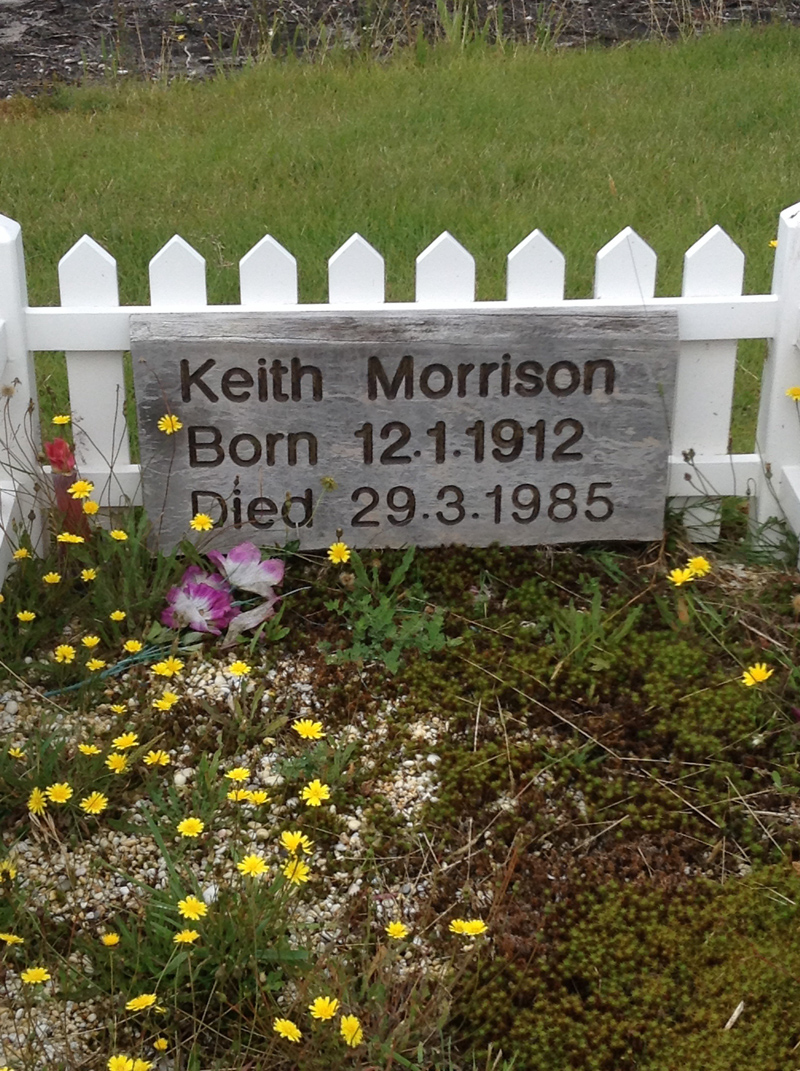 Keith Morrison
Born 12.1.1912
Died 29.3.1985